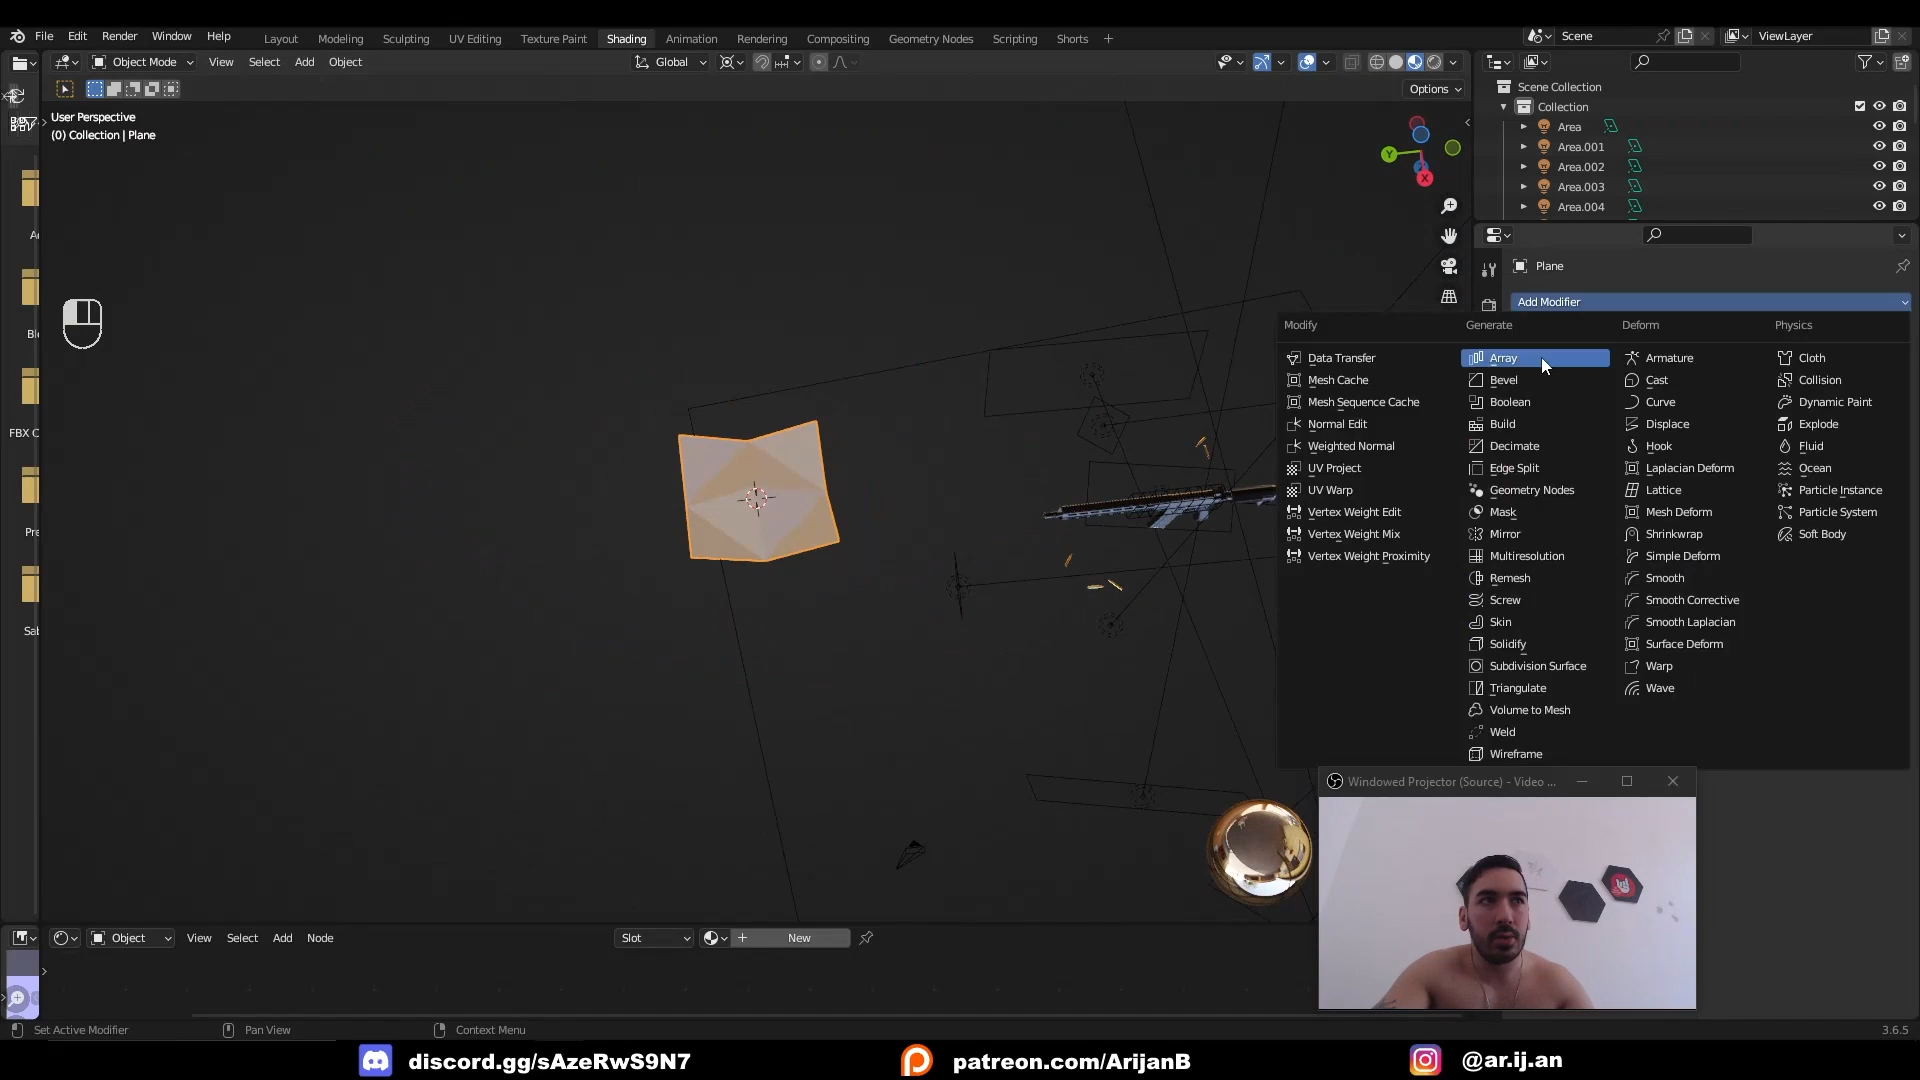 File Edit Render Window Help
Layout Modeling Sculpting UV Editing Texture Paint Shading Animation Rendering Compositing Geometry Nodes Scripting Shorts +
Scene
ViewLayer
Object Mode View Select Add Object
Global
Options
User Perspective
(0) Collection | Plane
Y
X
Scene Collection
Collection
Area
Area.001
Area.002
Area.003
Area.004
Plane
Add Modifier
Modify
Data Transfer
Mesh Cache
Mesh Sequence Cache
Normal Edit
Weighted Normal
UV Project
UV Warp
Vertex Weight Edit
Vertex Weight Mix
Vertex Weight Proximity
Generate
Array
Bevel
Boolean
Build
Decimate
Edge Split
Geometry Nodes
Mask
Mirror
Multiresolution
Remesh
Screw
Skin
Solidify
Subdivision Surface
Triangulate
Volume to Mesh
Weld
Wireframe
Deform
Armature
Cast
Curve
Displace
Hook
Laplacian Deform
Lattice
Mesh Deform
Shrinkwrap
Simple Deform
Smooth
Smooth Corrective
Smooth Laplacian
Surface Deform
Warp
Wave
Physics
Cloth
Collision
Dynamic Paint
Explode
Fluid
Ocean
Particle Instance
Particle System
Soft Body
FBX C
Windowed Projector (Source) - Video ...
Object View Select Add Node
Slot
New
Set Active Modifier
Pan View
Context Menu
3.6.5
discord.gg/sAzeRwS9N7
patreon.com/ArijanB
@ar.ij.an